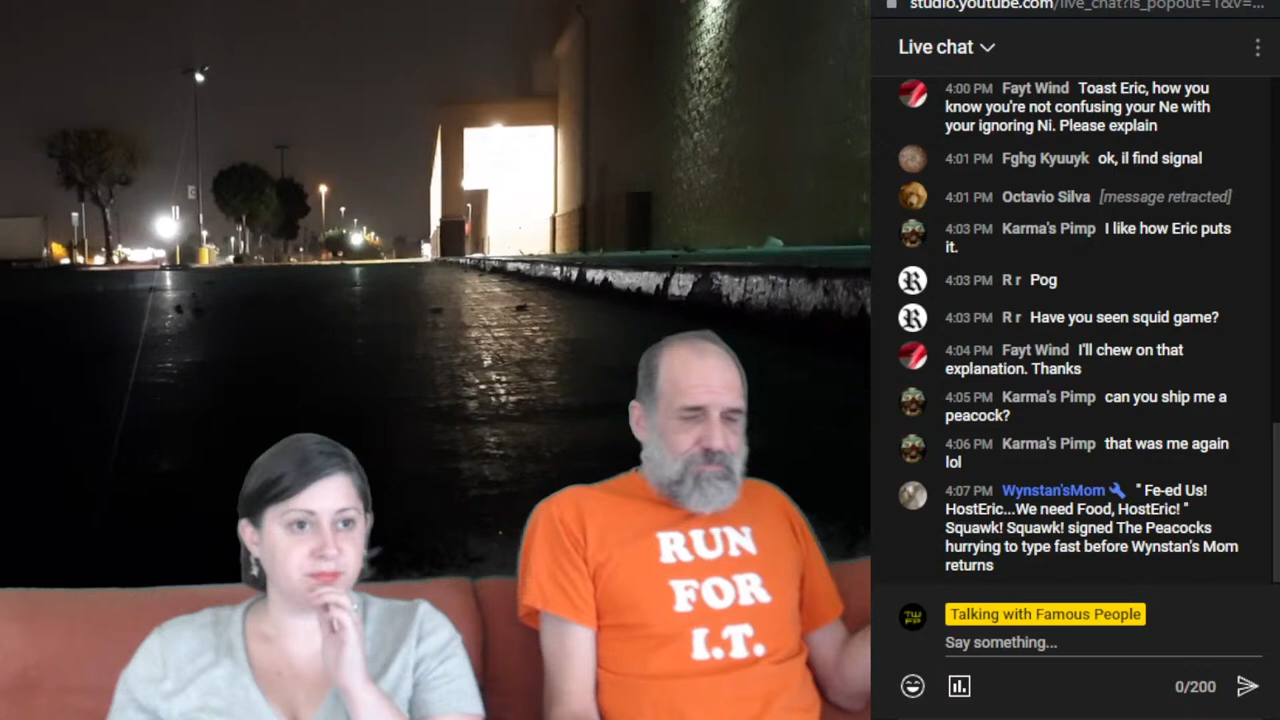 studio.youtube.com/live_chat?is_popout=1&v=...
Live chat
4:00 PM Fayt Wind Toast Eric, how you
know you're not confusing your Ne with
your ignoring Ni. Please explain
4:01 PM Fghg Kyuuyk ok, il find signal
4:01 PM Octavio Silva [message retracted]
4:03 PM Karma's Pimp I like how Eric puts
it.
4:03 PM R r Pog
4:03 PM R r Have you seen squid game?
4:04 PM Fayt Wind I'll chew on that
explanation. Thanks
4:05 PM Karma's Pimp can you ship me a
peacock?
4:06 PM Karma's Pimp that was me again
lol
4:07 PM Wynstan'sMom " Fe-ed Us!
HostEric...We need Food, HostEric! "
Squawk! Squawk! signed The Peacocks
hurrying to type fast before Wynstan's Mom
returns
TWFP
Talking with Famous People
Say something...
0/200
RUN
FOR
I.T.